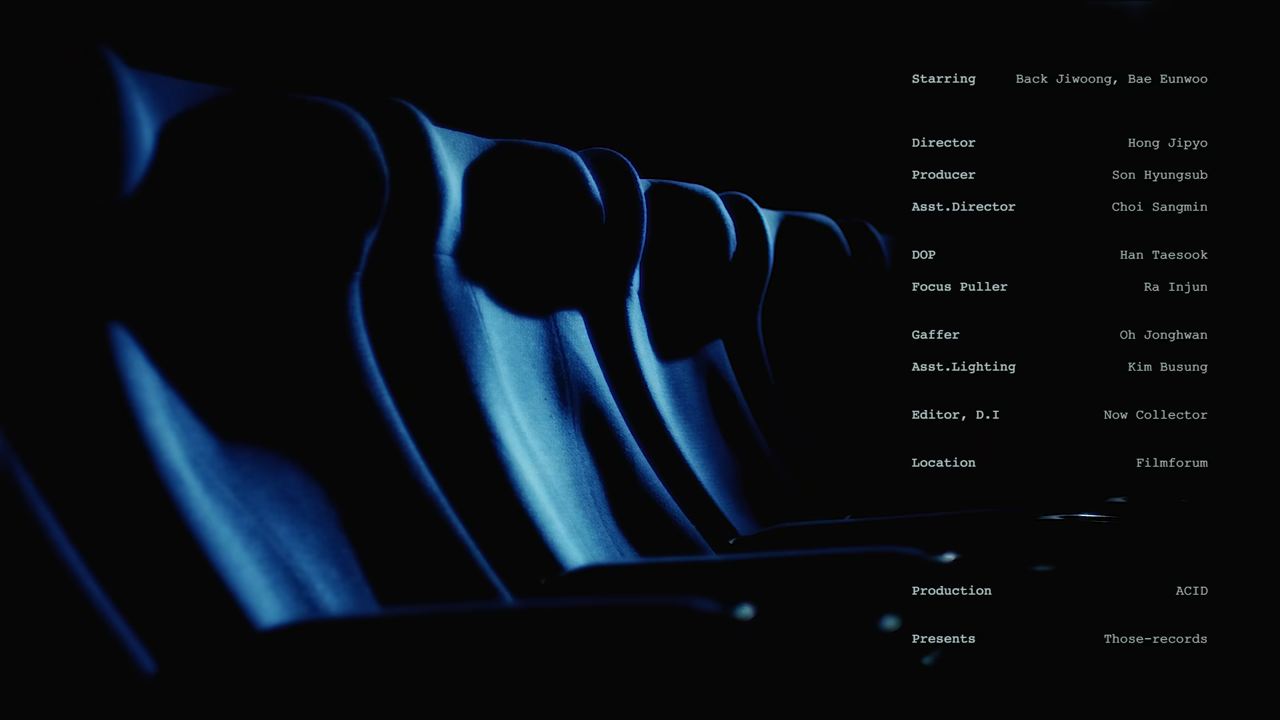 Starring Back Jiwoong, Bae Eunwoo
Director Hong Jipyo
Producer Son Hyungsub
Asst.Director Choi Sangmin
DOP Han Taesook
Focus Puller Ra Injun
Gaffer Oh Jonghwan
Asst.Lighting Kim Busung
Editor, D.I Now Collector
Location Filmforum
Production ACID
Presents Those-records